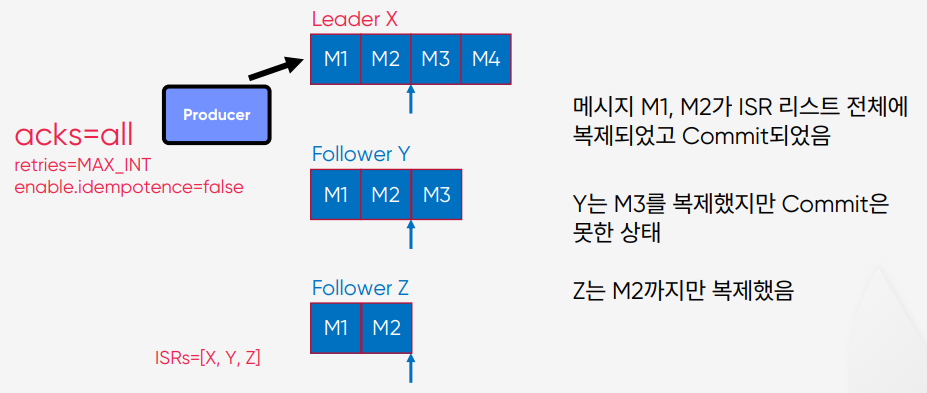 Leader X
M1 M2 M3 M4
Producer
acks=all
retries=MAX_INT
enable.idempotence=false
Follower Y
M1 M2 M3
Follower Z
M1 M2
ISRs=[X, Y, Z]
메시지 M1, M2가 ISR 리스트 전체에
복제되었고 Commit되었음
Y는 M3를 복제했지만 Commit은
못한 상태
Z는 M2까지만 복제했음